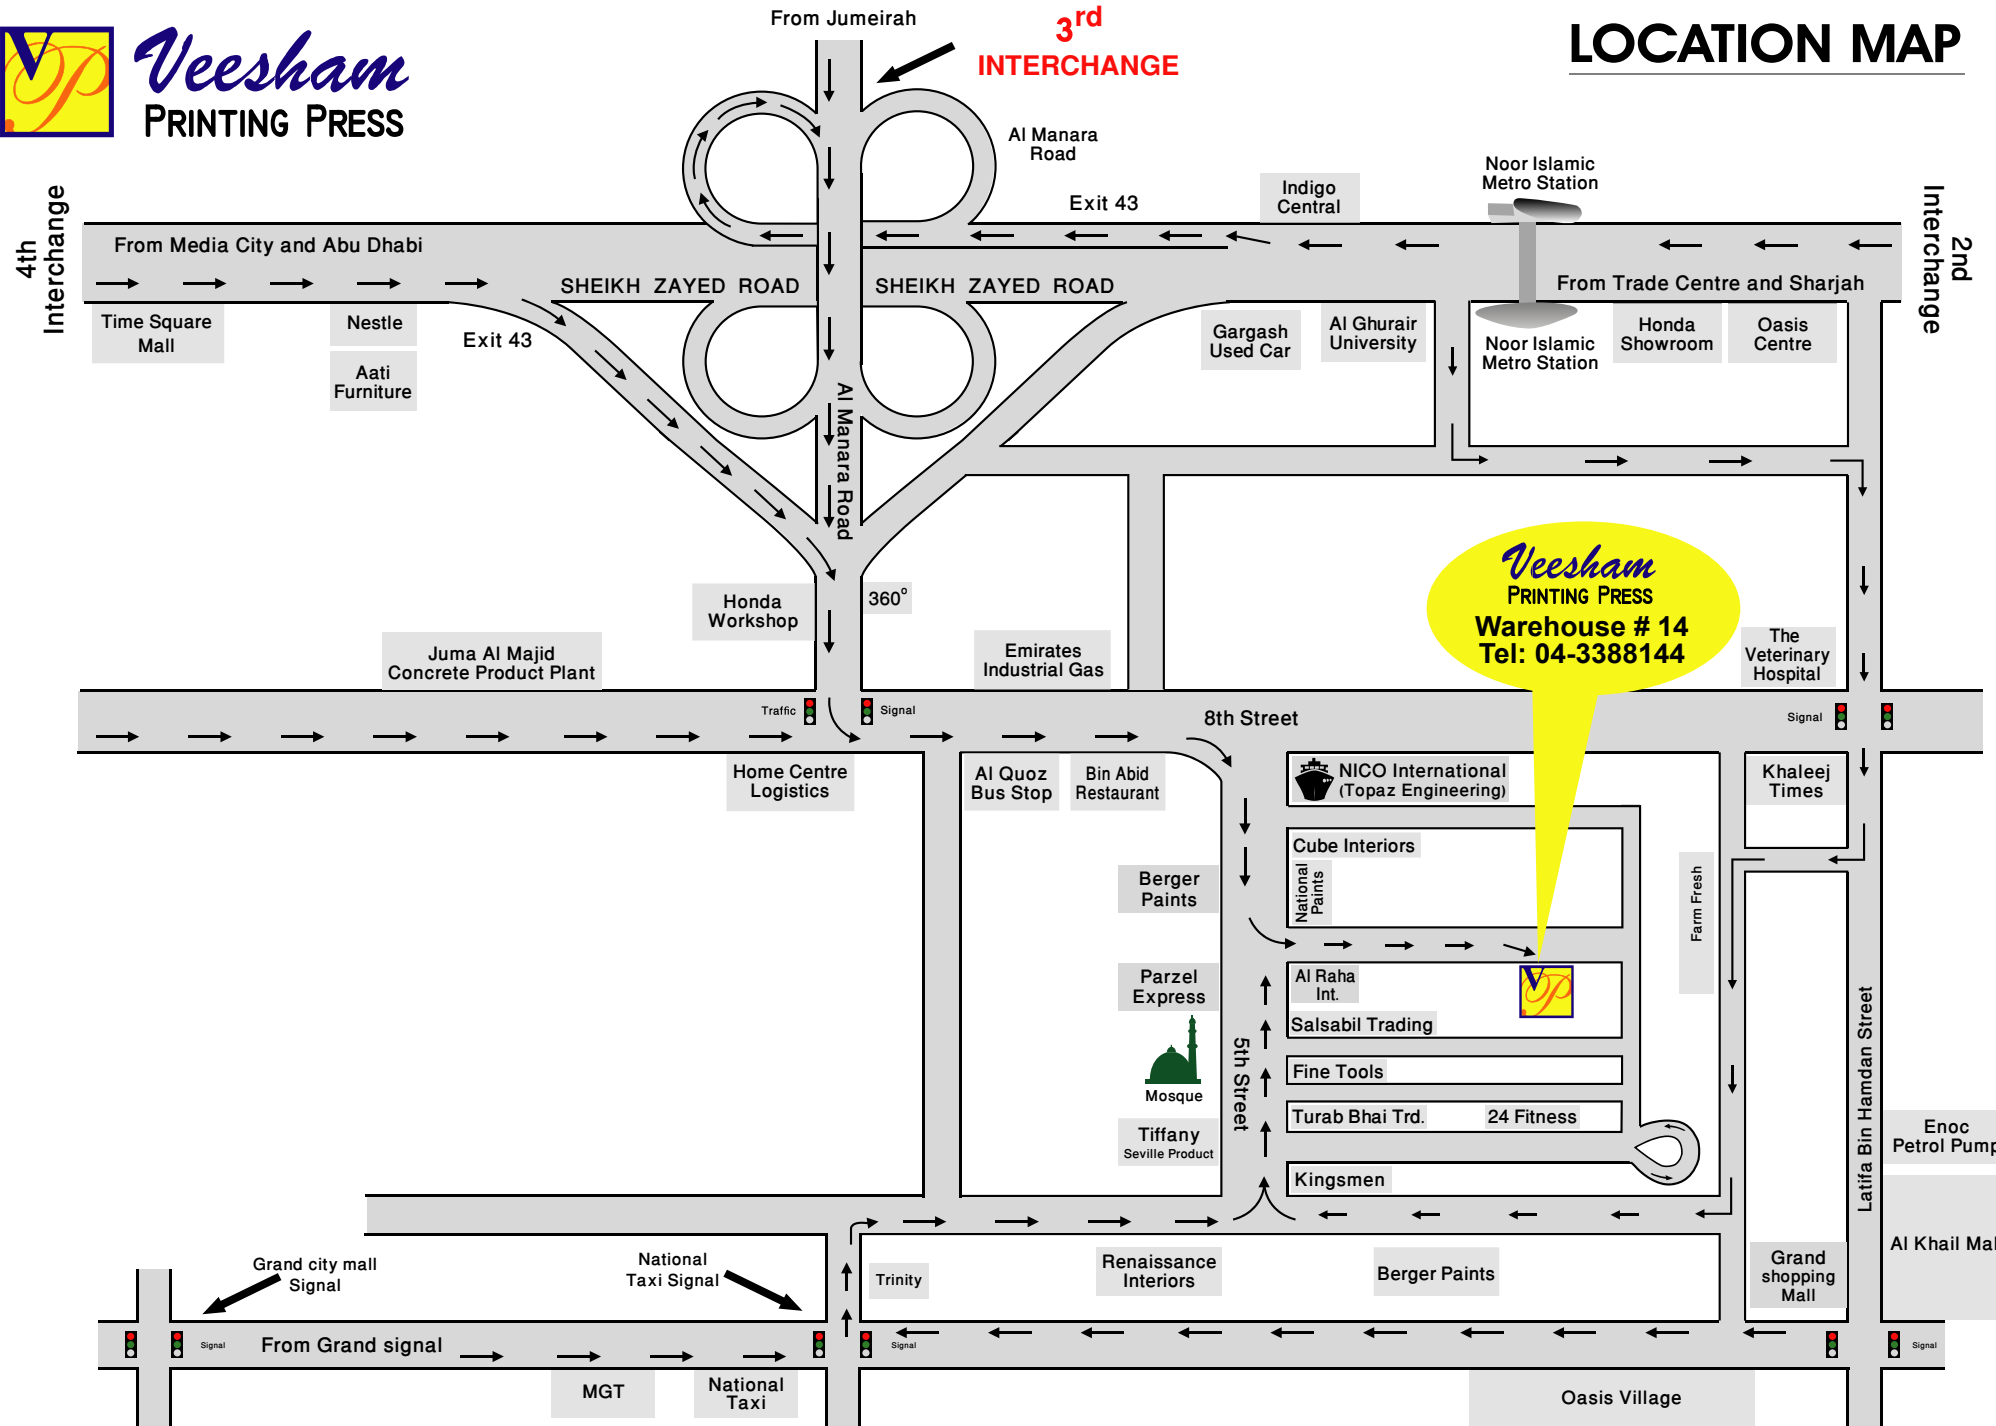 From Jumeirah
3rd
INTERCHANGE
LOCATION MAP
Veesham
PRINTING PRESS
VP
Al Manara
Road
Noor Islamic
Metro Station
Indigo
Central
Exit 43
4th
Interchange
2nd
Interchange
From Media City and Abu Dhabi
SHEIKH ZAYED ROAD
SHEIKH ZAYED ROAD
From Trade Centre and Sharjah
Time Square
Mall
Nestle
Aati
Furniture
Exit 43
Gargash
Used Car
Al Ghurair
University
Noor Islamic
Metro Station
Honda
Showroom
Oasis
Centre
Al Manara Road
Veesham
PRINTING PRESS
Warehouse # 14
Tel: 04-3388144
Honda
Workshop
360°
Juma Al Majid
Concrete Product Plant
Emirates
Industrial Gas
The
Veterinary
Hospital
Traffic
Signal
8th Street
Signal
Home Centre
Logistics
Al Quoz
Bus Stop
Bin Abid
Restaurant
NICO International
(Topaz Engineering)
Khaleej
Times
Cube Interiors
National
Paints
Berger
Paints
Farm Fresh
Parzel
Express
Al Raha
Int.
VP
Salsabil Trading
5th Street
Latifa Bin Hamdan Street
Mosque
Fine Tools
Turab Bhai Trd.
24 Fitness
Tiffany
Seville Product
Enoc
Petrol Pump
Kingsmen
Grand city mall
Signal
National
Taxi Signal
Trinity
Renaissance
Interiors
Berger Paints
Grand
shopping
Mall
Al Khail Mal
Signal
From Grand signal
Signal
Signal
MGT
National
Taxi
Oasis Village